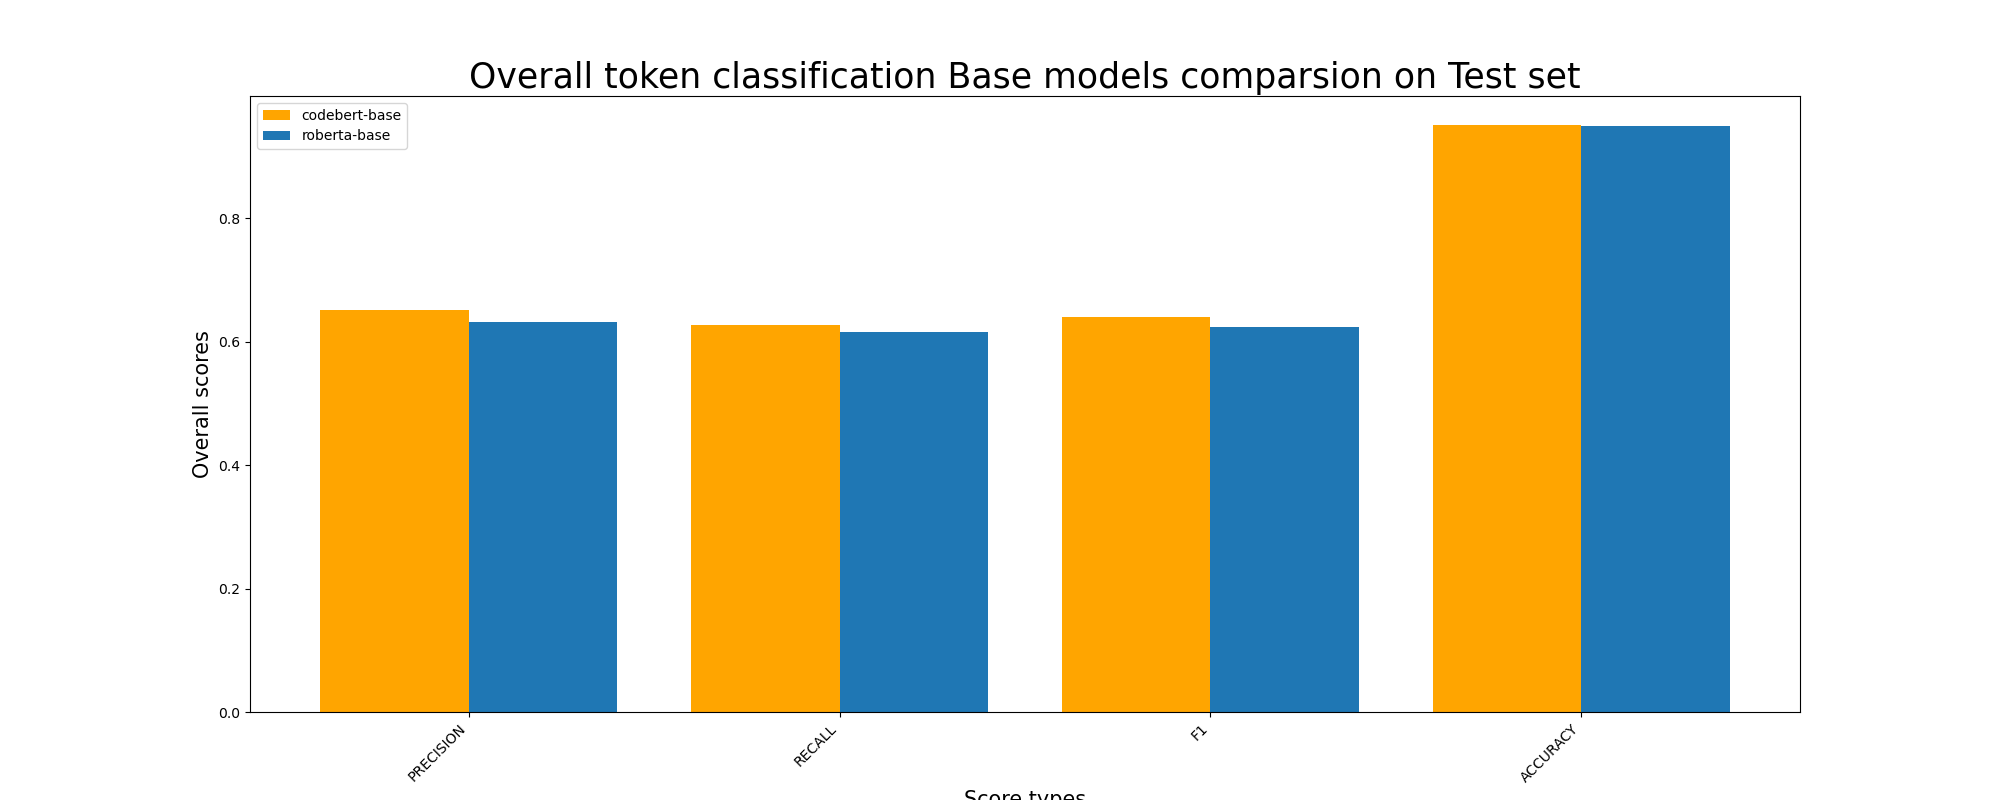 Overall token classification Base models comparsion on Test set
codebert-base
roberta-base
Overall scores
0.8
0.6
0.4
0.2
0.0
PRECISION
RECALL
F1
ACCURACY
Score types